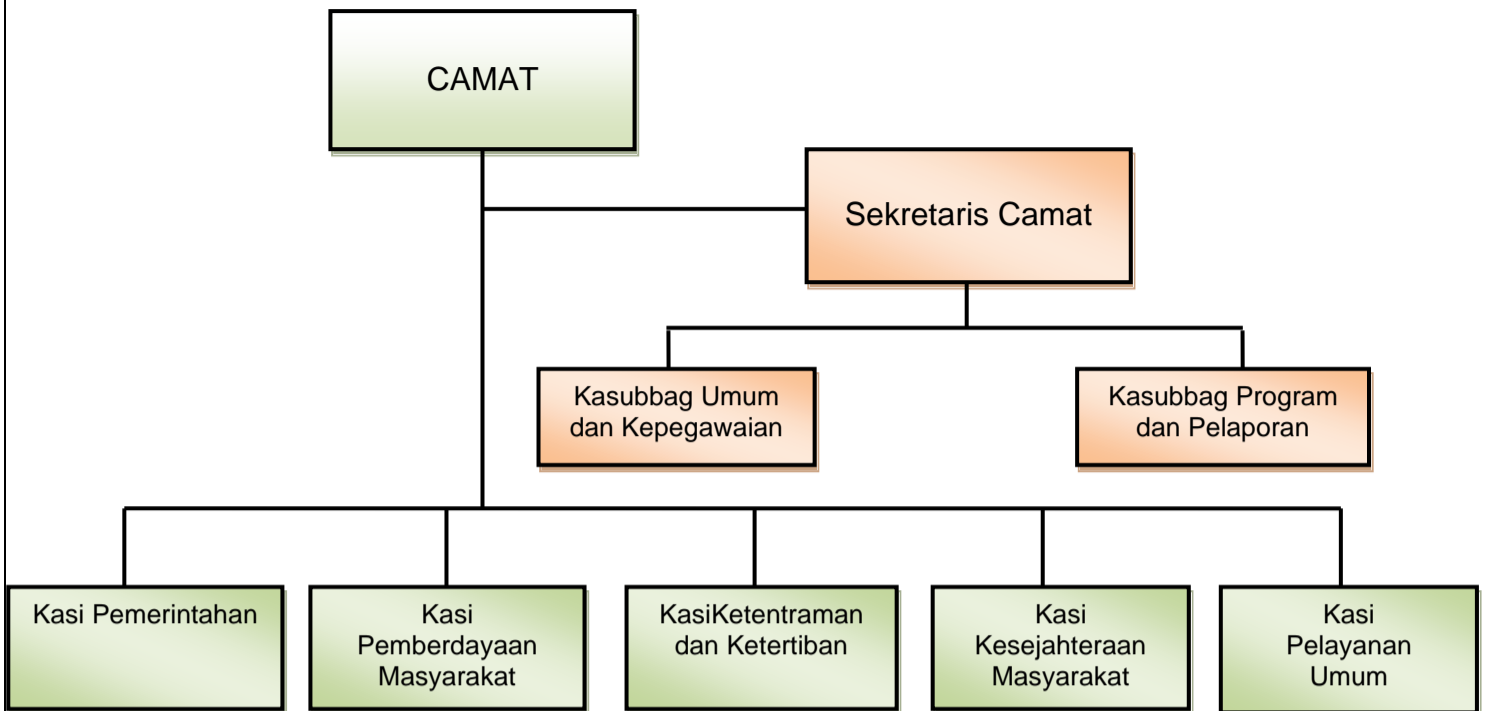 CAMAT
Sekretaris Camat
Kasubbag Umum
dan Kepegawaian
Kasubbag Program
dan Pelaporan
Kasi Pemerintahan
Kasi
Pemberdayaan
Masyarakat
KasiKetentraman
dan Ketertiban
Kasi
Kesejahteraan
Masyarakat
Kasi
Pelayanan
Umum